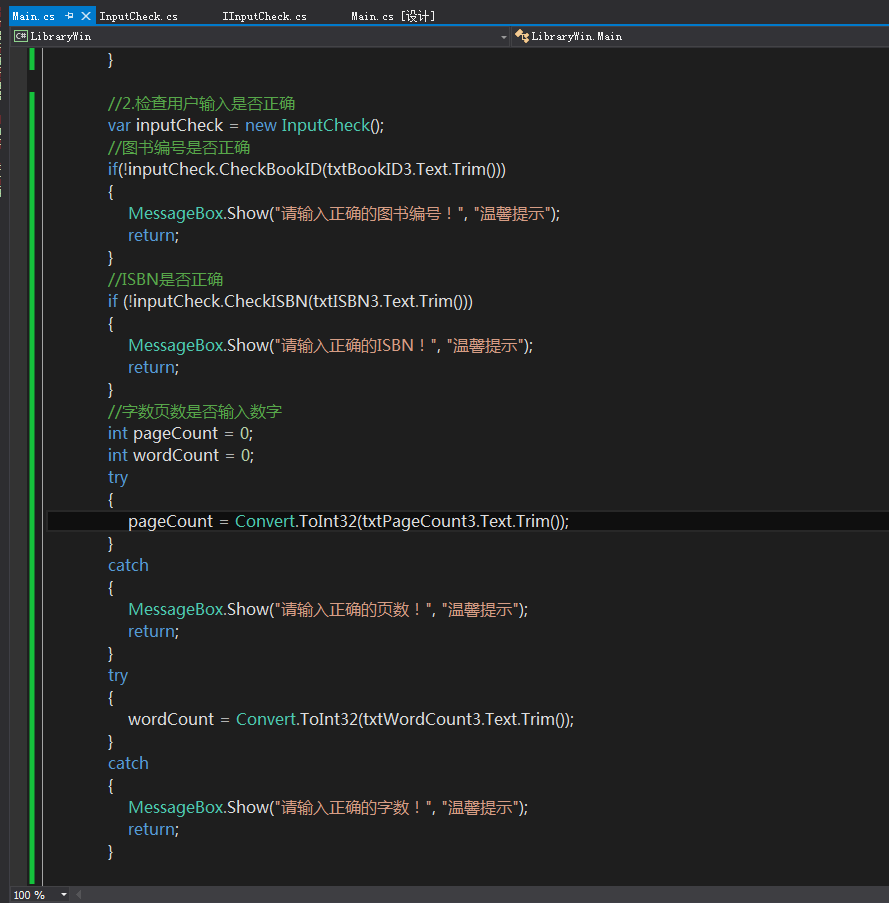 Main.cs
InputCheck.cs
IInputCheck.cs
Main.cs [设计]
C# LibraryWin
LibraryWin.Main
}
//2.检查用户输入是否正确
var inputCheck = new InputCheck();
//图书编号是否正确
if(!inputCheck.CheckBookID(txtBookID3.Text.Trim()))
{
MessageBox.Show("请输入正确的图书编号！", "温馨提示");
return;
}
//ISBN是否正确
if (!inputCheck.CheckISBN(txtISBN3.Text.Trim()))
{
MessageBox.Show("请输入正确的ISBN！", "温馨提示");
return;
}
//字数页数是否输入数字
int pageCount = 0;
int wordCount = 0;
try
{
pageCount = Convert.ToInt32(txtPageCount3.Text.Trim());
}
catch
{
MessageBox.Show("请输入正确的页数！", "温馨提示");
return;
}
try
{
wordCount = Convert.ToInt32(txtWordCount3.Text.Trim());
}
catch
{
MessageBox.Show("请输入正确的字数！", "温馨提示");
return;
}
100 %